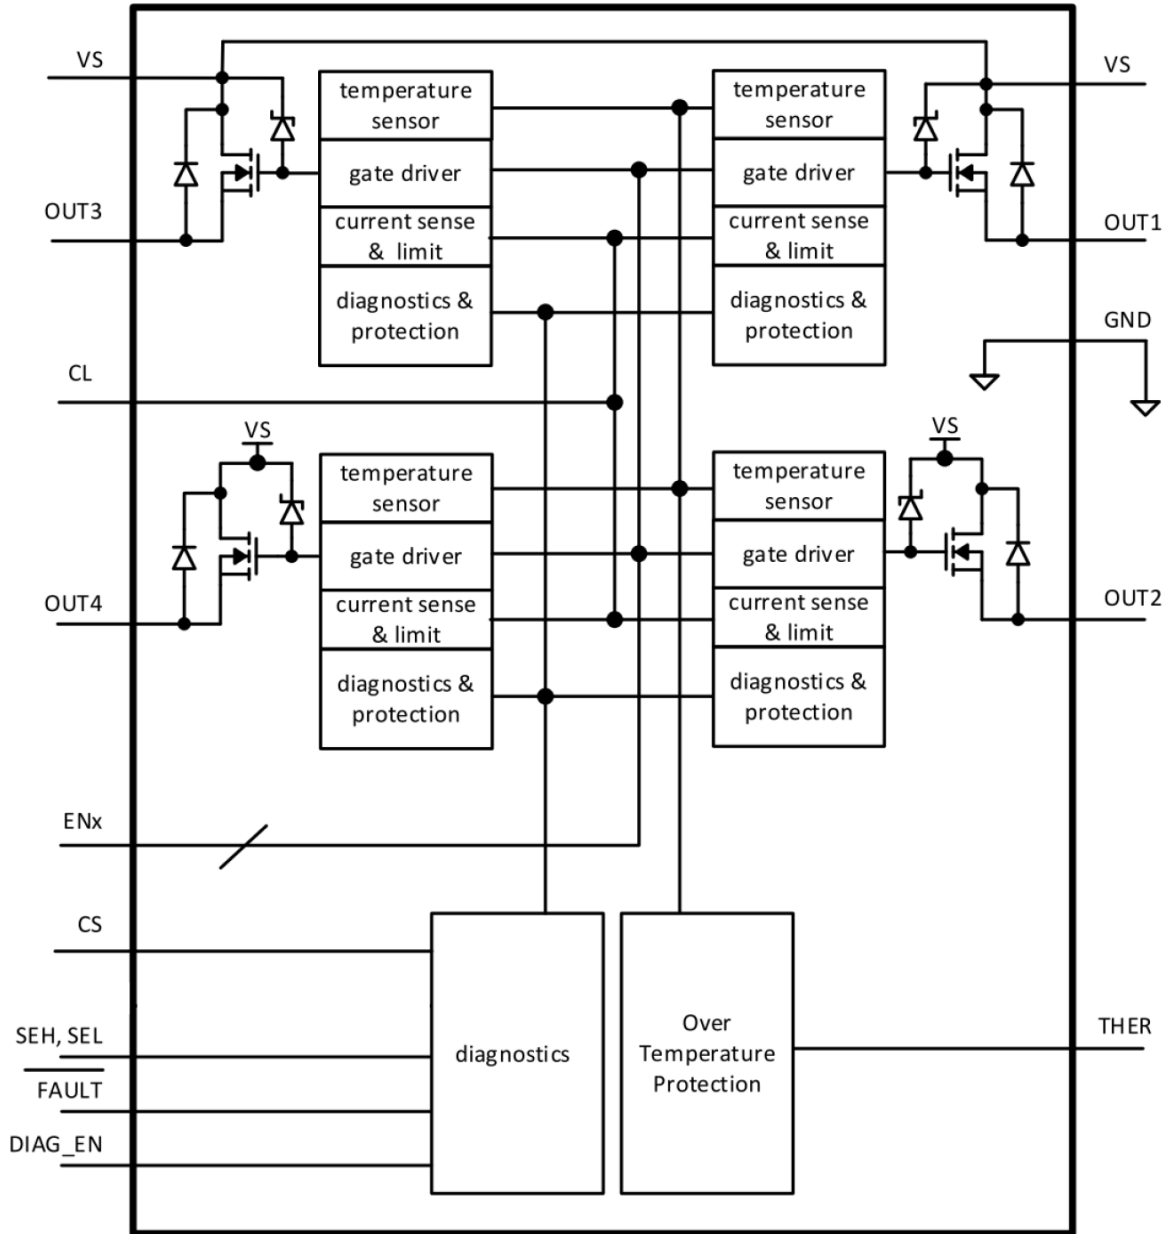 VS
VS
temperature
sensor
temperature
sensor
gate driver
gate driver
OUT3
current sense
& limit
current sense
& limit
OUT1
diagnostics &
protection
diagnostics &
protection
GND
CL
VS
VS
temperature
sensor
temperature
sensor
gate driver
gate driver
OUT4
current sense
& limit
current sense
& limit
OUT2
diagnostics &
protection
diagnostics &
protection
ENx
CS
SEH, SEL
FAULT
DIAG_EN
diagnostics
Over
Temperature
Protection
THER